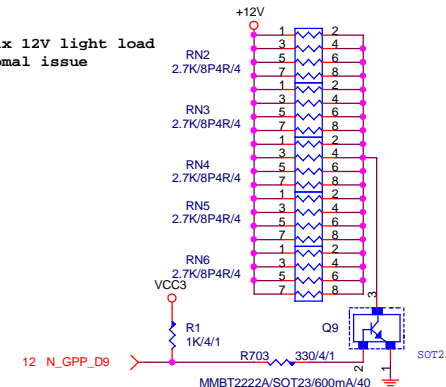 +12V
x 12V light load
omal issue
1 2
3 4
RN2
5 6
2.7K/8P4R/4
7 8
1 2
3 4
RN3
5 6
2.7K/8P4R/4
7 8
1 2
3 4
RN4
5 6
2.7K/8P4R/4
7 8
1 2
3 4
RN5
5 6
2.7K/8P4R/4
7 8
1 2
3 4
RN6
5 6
2.7K/8P4R/4
7 8
VCC3
3
R1
1K/4/1
Q9
SOT2
12 N_GPP_D9
R703 330/4/1
2
1
MMBT2222A/SOT23/600mA/40